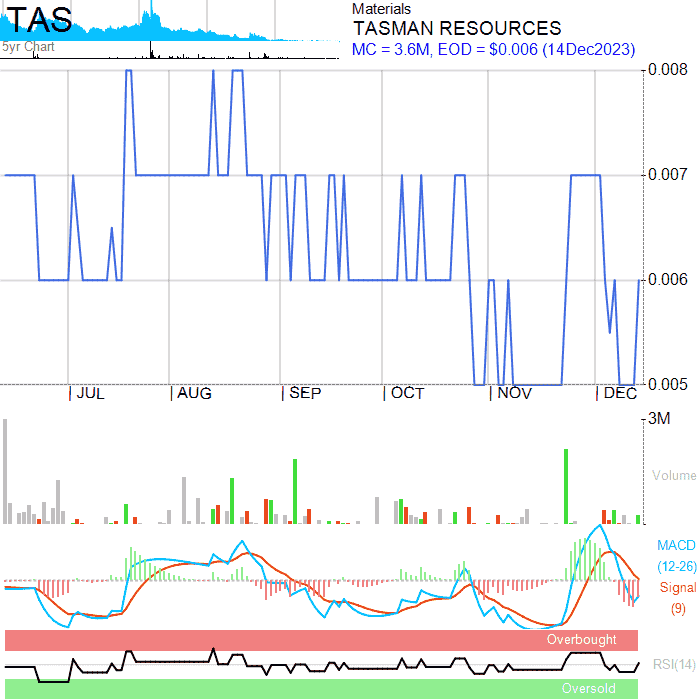 TAS
5yr Chart
Materials
TASMAN RESOURCES
MC = 3.6M, EOD = $0.006 (14Dec2023)
0.008
0.007
0.006
0.005
JUL AUG SEP OCT NOV DEC
3M
Volume
MACD
(12-26)
Signal
(9)
Overbought
RSI(14)
Oversold